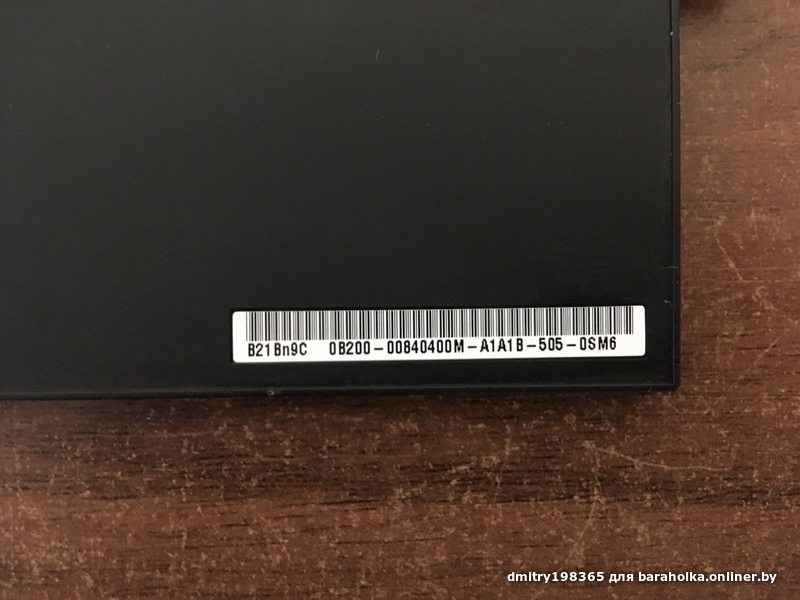 B21Bn9C 0B200-00840400M-A1A1B-505-0SM6
dmitry198365 для baraholka.onliner.by